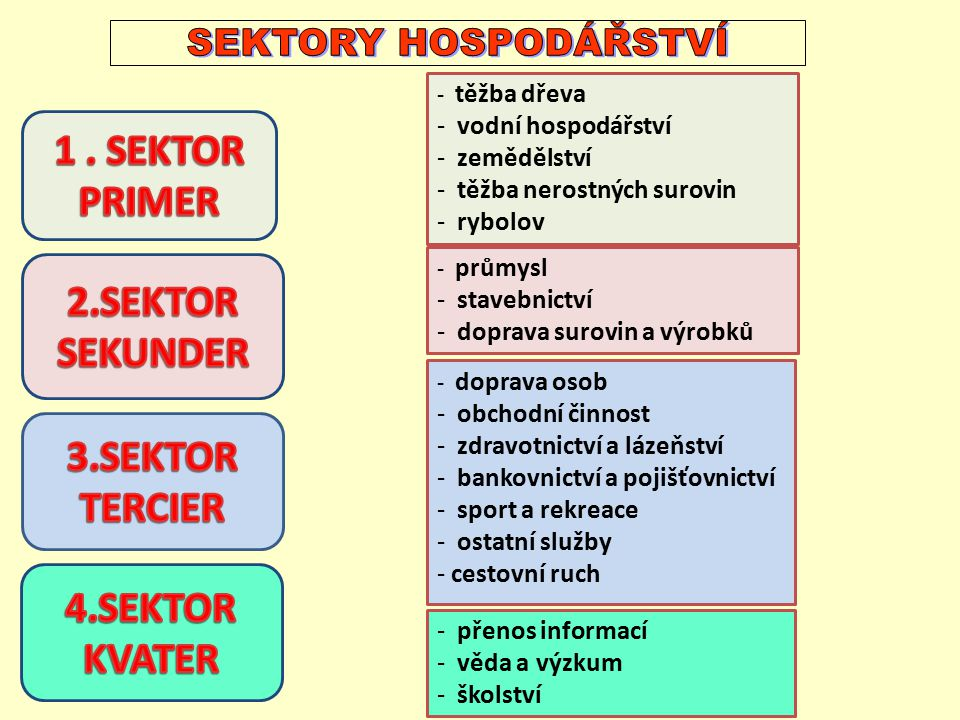 SEKTORY HOSPODÁŘSTVÍ
1 . SEKTOR
PRIMER
- těžba dřeva
- vodní hospodářství
- zemědělství
- těžba nerostných surovin
- rybolov
2.SEKTOR
SEKUNDER
- průmysl
- stavebnictví
- doprava surovin a výrobků
3.SEKTOR
TERCIER
- doprava osob
- obchodní činnost
- zdravotnictví a lázeňství
- bankovnictví a pojišťovnictví
- sport a rekreace
- ostatní služby
- cestovní ruch
4.SEKTOR
KVATER
- přenos informací
- věda a výzkum
- školství